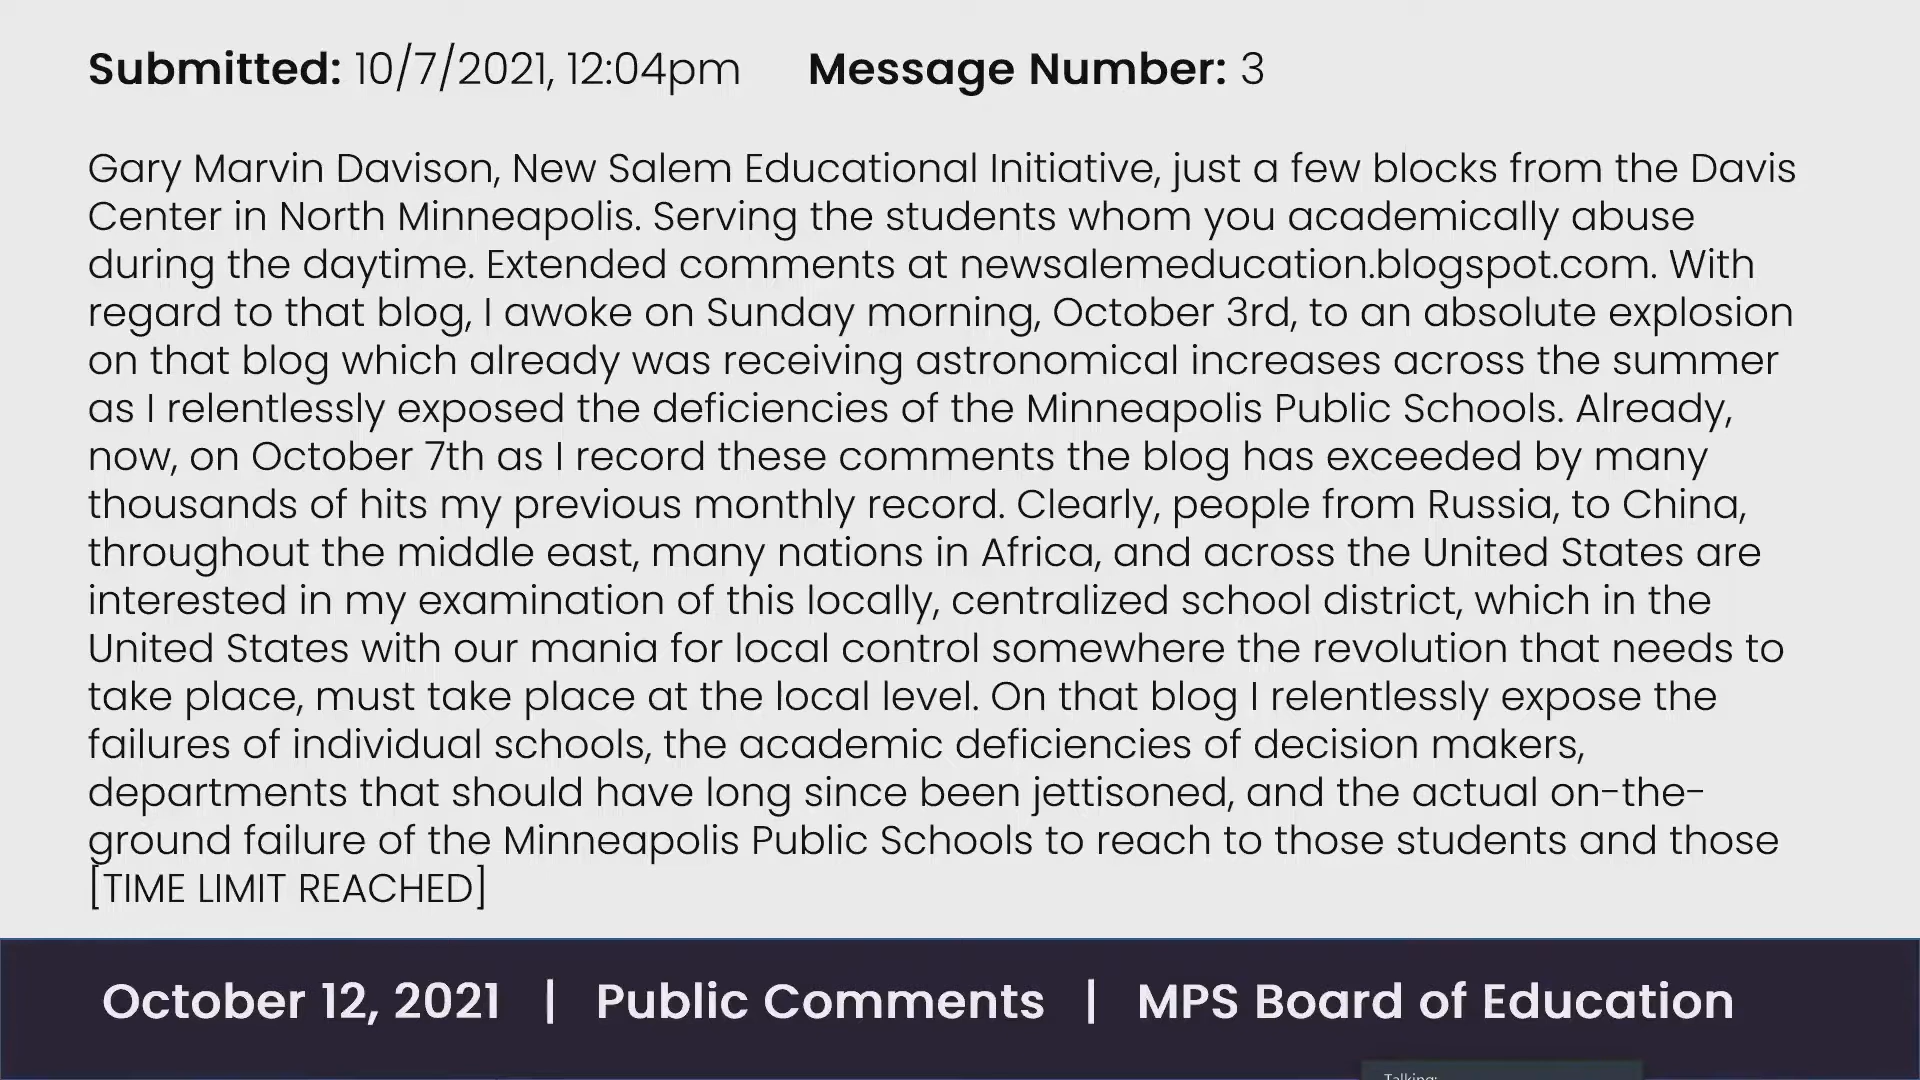 Submitted: 10/7/2021, 12:04pm Message Number: 3
Gary Marvin Davison, New Salem Educational Initiative, just a few blocks from the Davis
Center in North Minneapolis. Serving the students whom you academically abuse
during the daytime. Extended comments at newsalemeducation.blogspot.com. With
regard to that blog, I awoke on Sunday morning, October 3rd, to an absolute explosion
on that blog which already was receiving astronomical increases across the summer
as I relentlessly exposed the deficiencies of the Minneapolis Public Schools. Already,
now, on October 7th as I record these comments the blog has exceeded by many
thousands of hits my previous monthly record. Clearly, people from Russia, to China,
throughout the middle east, many nations in Africa, and across the United States are
interested in my examination of this locally, centralized school district, which in the
United States with our mania for local control somewhere the revolution that needs to
take place, must take place at the local level. On that blog I relentlessly expose the
failures of individual schools, the academic deficiencies of decision makers,
departments that should have long since been jettisoned, and the actual on-the-
ground failure of the Minneapolis Public Schools to reach to those students and those
[TIME LIMIT REACHED]
October 12, 2021 | Public Comments | MPS Board of Education
Talking: